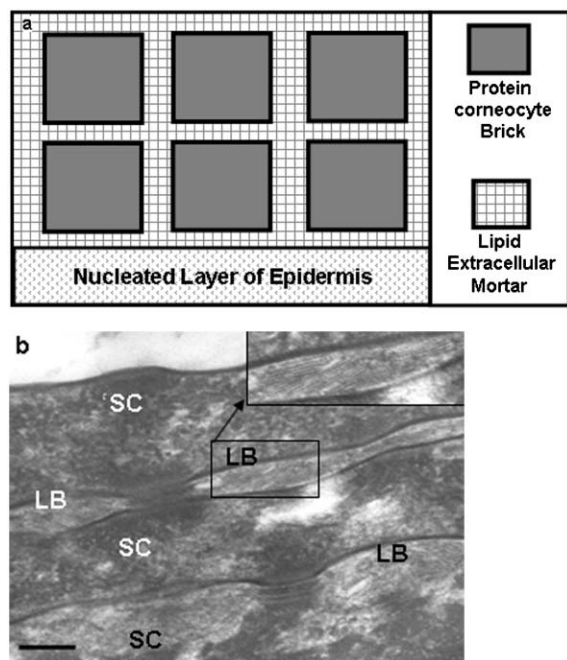 a
Protein
corneocyte
Brick
Lipid
Extracellular
Mortar
Nucleated Layer of Epidermis
b
SC
LB
LB
SC
LB
SC